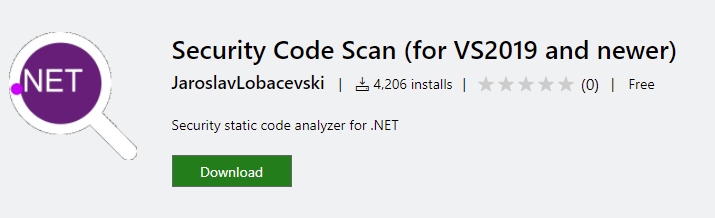 .NET
Security Code Scan (for VS2019 and newer)
JaroslavLobacevski | 4,206 installs | (0) | Free
Security static code analyzer for .NET
Download